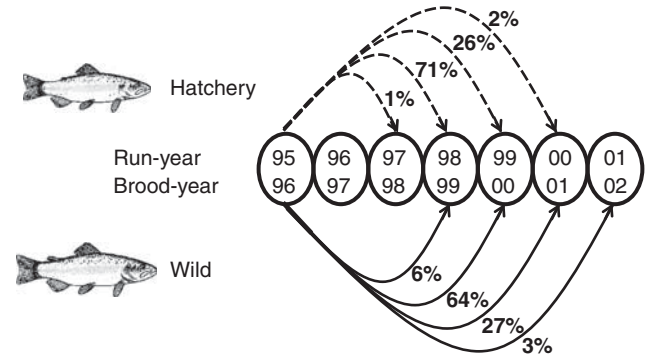 2%
26%
71%
1%
Hatchery
Run-year 95 96 97 98 99 00 01
Brood-year 96 97 98 99 00 01 02
Wild
6%
64%
27%
3%